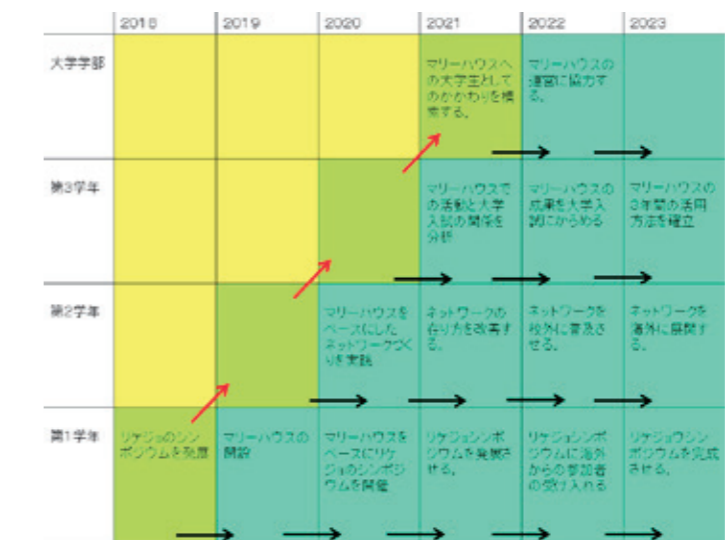 2018 2019 2020 2021 2022 2023
大学学部
マリーハウスへ
の大学生として
のかかわりを模
索する。
マリーハウスの
運営に協力す
る。
第3学年
マリーハウスで
の活動と大学
入試の関係を
分析
マリーハウスの
成果を大学入
試にからめる
マリーハウスの
3年間の活用
方法を確立
第2学年
マリーハウスを
ベースにした
ネットワークづく
りを実践
ネットワークの
在り方を改善す
る。
ネットワークを
校外に普及さ
せる。
ネットワークを
海外に展開す
る。
第1学年
リケジョのシン
ポジウムを発展
マリーハウスの
開設
マリーハウスを
ベースにリケ
ジョのシンポジ
ウムを開催
リケジョシンポ
ジウムを発展さ
せる。
リケジョシンポ
ジウムに海外
からの参加者
の受け入れる
リケジョウシン
ポジウムを完成
させる。